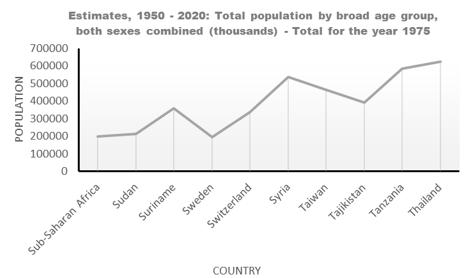 Estimates, 1950 - 2020: Total population by broad age group,
both sexes combined (thousands) - Total for the year 1975
POPULATION
700000
600000
500000
400000
300000
200000
100000
0
Sub-Saharan Africa
Sudan
Suriname
Sweden
Switzerland
Syria
Taiwan
Tajikistan
Tanzania
Thailand
COUNTRY